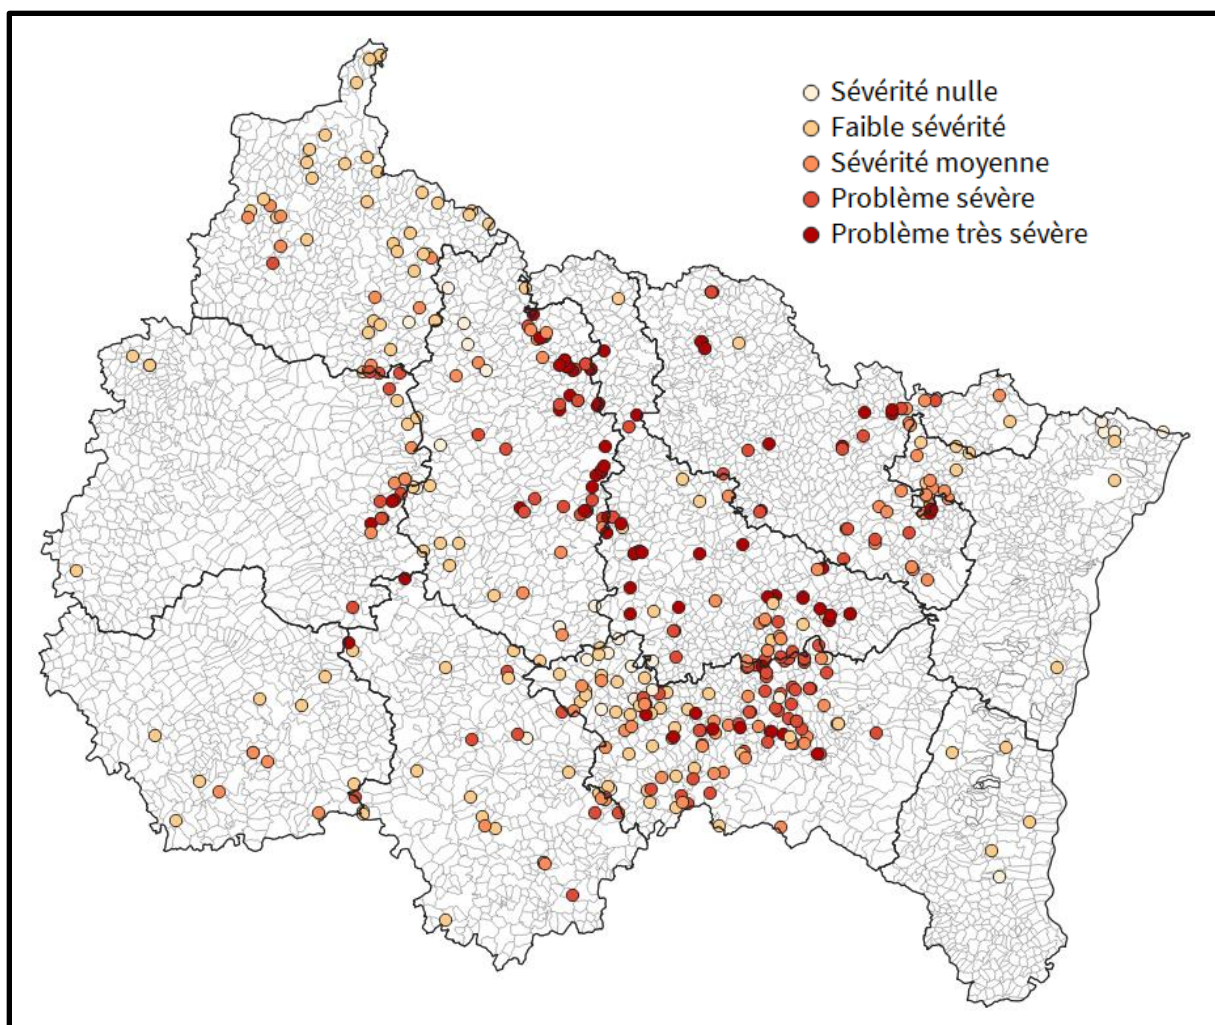 Sévérité nulle
Faible sévérité
Sévérité moyenne
Problème sévère
Problème très sévère